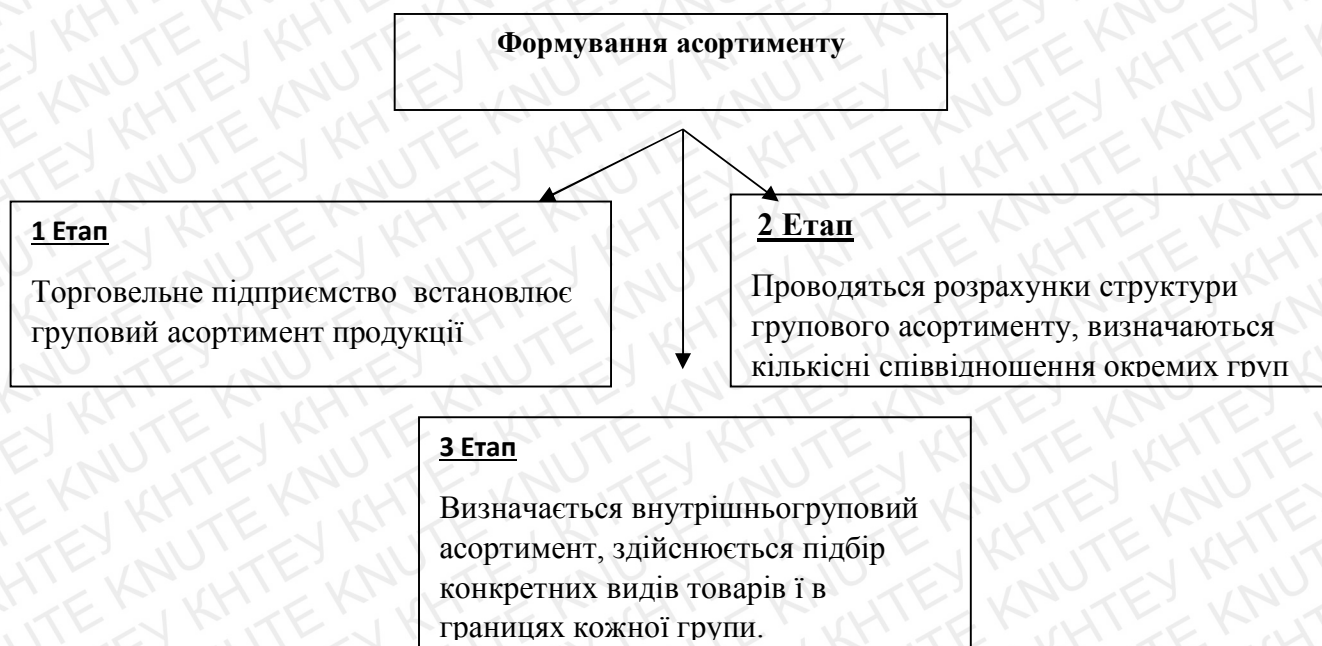 Формування асортименту
1 Етап
Торговельне підприємство встановлює
груповий асортимент продукції
2 Етап
Проводяться розрахунки структури
групового асортименту, визначаються
кількісні співвідношення окремих груп
3 Етап
Визначається внутрішньогруповий
асортимент, здійснюється підбір
конкретних видів товарів ї в
границях кожної групи.